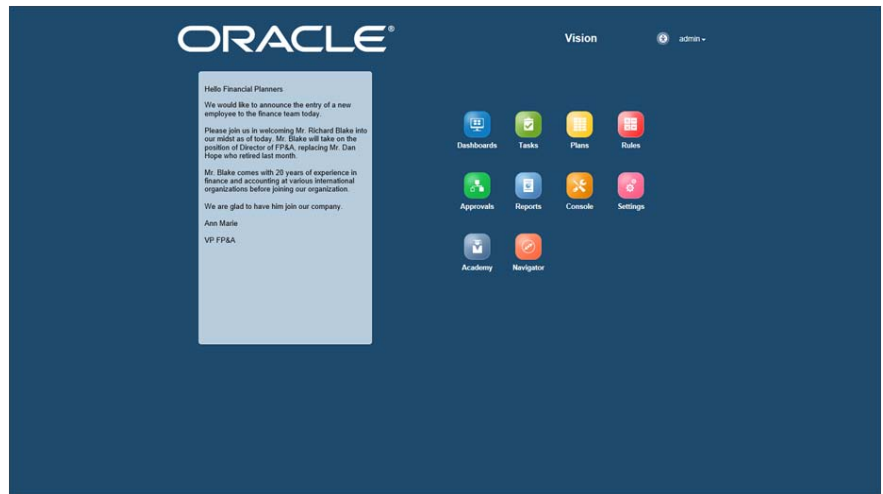 ORACLE®
Vision
admin
Hello Financial Planners
We would like to announce the entry of a new
employee to the finance team today.
Please join us in welcoming Mr. Richard Blake into
our midst as of today. Mr. Blake will take on the
position of Director of FP&A, replacing Mr. Dan
Hope who retired last month.
Mr. Blake comes with 20 years of experience in
finance and accounting at various international
organizations before joining our organization.
We are glad to have him join our company.
Ann Marie
VP FP&A
Dashboards Tasks Plans Rules
Approvals Reports Console Settings
Academy Navigator